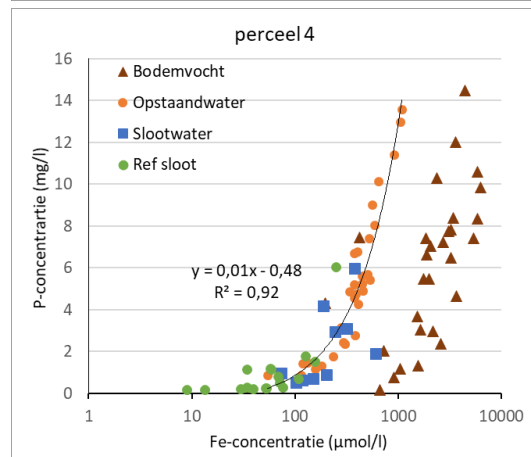 perceel 4
16
14
12
10
8
6
4
2
0
P-concentrartie (mg/l)
Bodemvocht
Opstaandwater
Slootwater
Ref sloot
y = 0,01x - 0,48
R² = 0,92
1
10
100
1000
10000
Fe-concentratie (µmol/l)